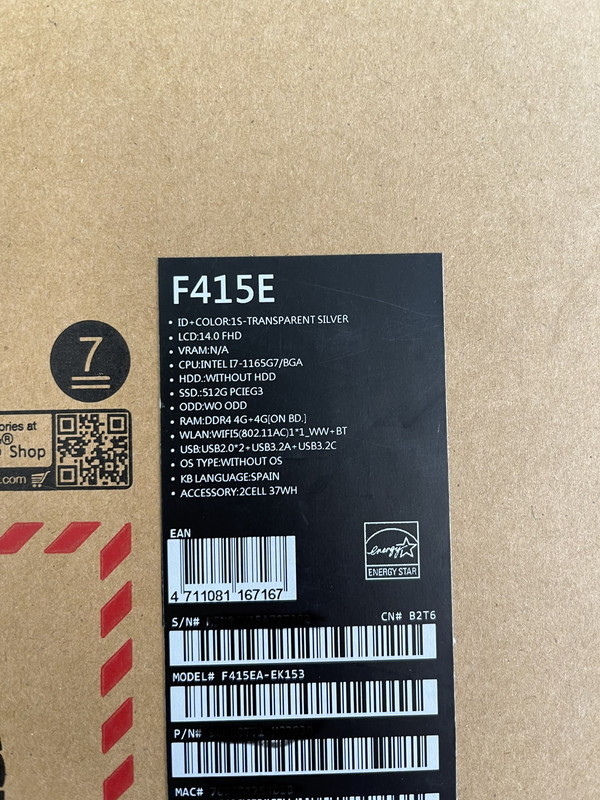 F415E
• ID+COLOR:1S-TRANSPARENT SILVER
• LCD:14.0 FHD
• VRAM:N/A
• CPU:INTEL I7-1165G7/BGA
• HDD.:WITHOUT HDD
• SSD.:512G PCIEG3
• ODD:WO ODD
• RAM:DDR4 4G+4G[ON BD.]
• WLAN:WIFI5(802.11AC)1*1_WW+BT
• USB:USB2.0*2+USB3.2A+USB3.2C
• OS TYPE:WITHOUT OS
• KB LANGUAGE:SPAIN
• ACCESSORY:2CELL 37WH
7
ories at
®
Shop
.com
EAN
4 711081 167167
energy
ENERGY STAR
S/N#
CN# B2T6
MODEL# F415EA-EK153
P/N#
MAC#